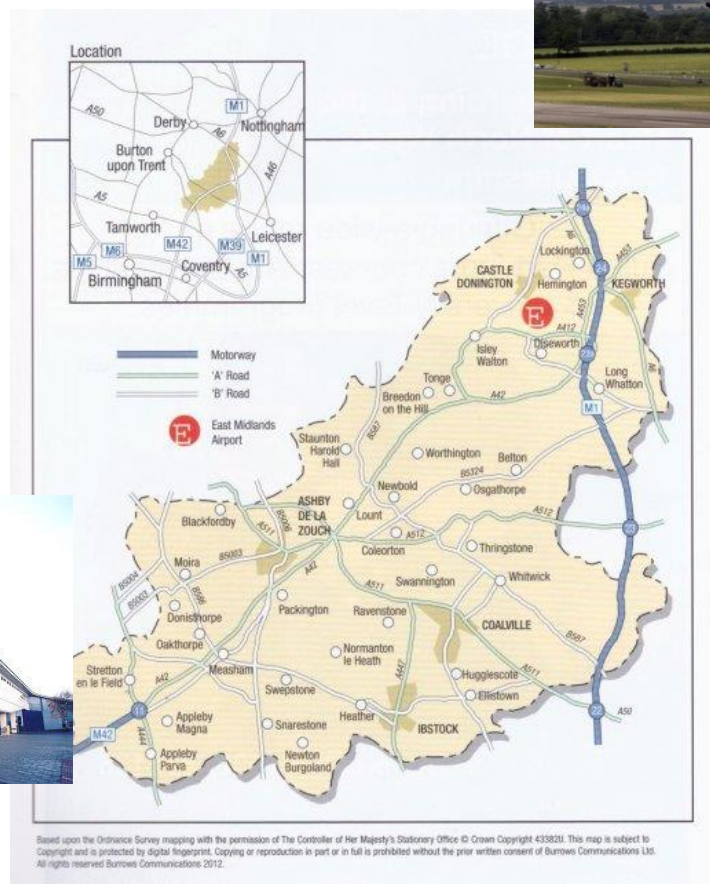 Location
A50
M1
Derby
Nottingham
A6
Burton
upon Trent
A46
A5
Tamworth
M42
M39
Leicester
M6
M1
M5
Coventry
A5
Birmingham
Motorway
'A' Road
'B' Road
E
East Midlands
Airport
24a
A6
Lockington
A453
CASTLE
DONINGTON
24
Hemington
KEGWORTH
E
A453
A412
Isley
Walton
Diseworth
23a
Long
Whatton
A6
Tonge
Breedon
on the Hill
A42
M1
B587
Staunton
Harold
Hall
Worthington
Belton
B5324
Newbold
Osgathorpe
ASHBY
DE LA
ZOUCH
Lount
A512
Blackfordby
A511
B5006
Coleorton
A512
Thringstone
23
Moira
B5003
A42
Swannington
Whitwick
B5004
B5003
B586
A511
Packington
Ravenstone
COALVILLE
Donisthorpe
B587
Oakthorpe
Normanton
le Heath
A447
Measham
Hugglescote
A511
Stretton
en le Field
A42
Swepstone
Ellistown
11
Heather
22
A50
M42
Appleby
Magna
Snarestone
IBSTOCK
A444
Appleby
Parva
Newton
Burgoland
Based upon the Ordnance Survey mapping with the permission of The Controller of Her Majesty's Stationery Office © Crown Copyright 43382U. This map is subject to
Copyright and is protected by digital fingerprint. Copying or reproduction in part or in full is prohibited without the prior written consent of Burrows Communications Ltd.
All rights reserved Burrows Communications 2012.